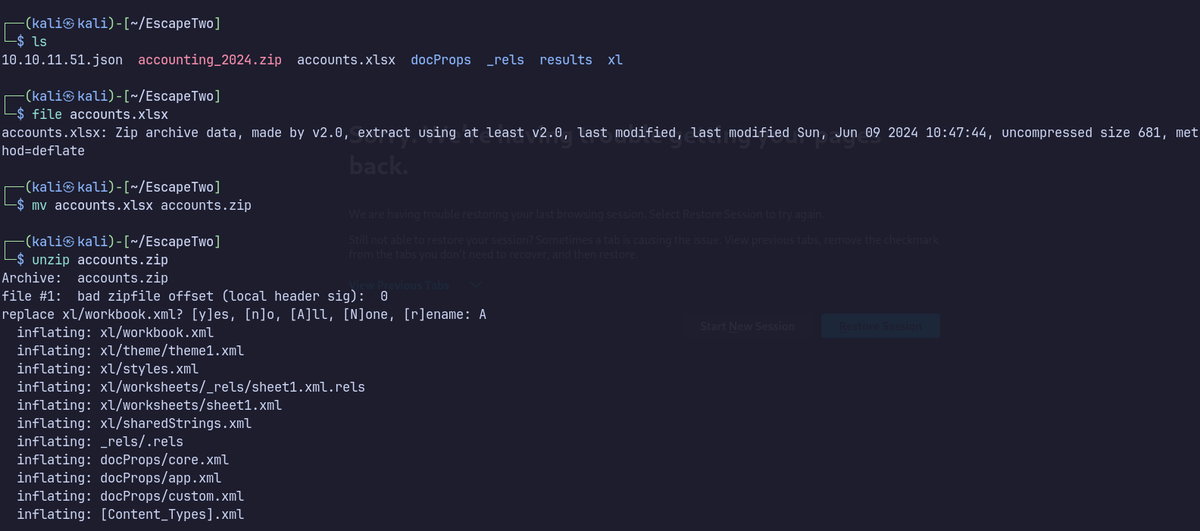 ┌──(kali㉿kali)-[~/EscapeTwo]
└─$ ls
10.10.11.51.json  accounting_2024.zip  accounts.xlsx  docProps  _rels  results  xl
┌──(kali㉿kali)-[~/EscapeTwo]
└─$ file accounts.xlsx
accounts.xlsx: Zip archive data, made by v2.0, extract using at least v2.0, last modified, last modified Sun, Jun 09 2024 10:47:44, uncompressed size 681, met
hod=deflate
┌──(kali㉿kali)-[~/EscapeTwo]
└─$ mv accounts.xlsx accounts.zip
┌──(kali㉿kali)-[~/EscapeTwo]
└─$ unzip accounts.zip
Archive:  accounts.zip
file #1:  bad zipfile offset (local header sig):  0
replace xl/workbook.xml? [y]es, [n]o, [A]ll, [N]one, [r]ename: A
  inflating: xl/workbook.xml
  inflating: xl/theme/theme1.xml
  inflating: xl/styles.xml
  inflating: xl/worksheets/_rels/sheet1.xml.rels
  inflating: xl/worksheets/sheet1.xml
  inflating: xl/sharedStrings.xml
  inflating: _rels/.rels
  inflating: docProps/core.xml
  inflating: docProps/app.xml
  inflating: docProps/custom.xml
  inflating: [Content_Types].xml
Sorry. We're having trouble getting your pages
back.
We are having trouble restoring your last browsing session. Select Restore Session to try again.
Still not able to restore your session? Sometimes a tab is causing the issue. View previous tabs, remove the checkmark
from the tabs you don't need to recover, and then restore.
View Previous Tabs
Start New Session
Restore Session